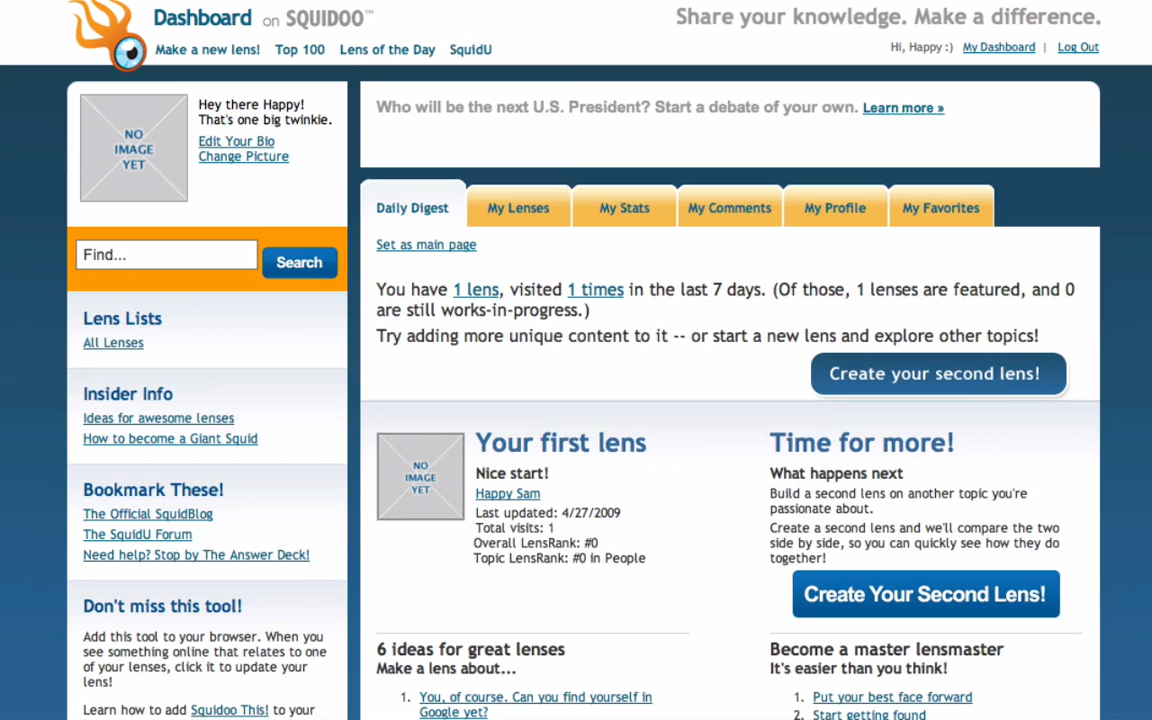 Dashboard on SQUIDOO™
Share your knowledge. Make a difference.
Make a new lens! Top 100 Lens of the Day SquidU
Hi, Happy :) My Dashboard | Log Out
NO
IMAGE
YET
Hey there Happy!
That's one big twinkie.
Edit Your Bio
Change Picture
Find...
Search
Lens Lists
All Lenses
Insider Info
Ideas for awesome lenses
How to become a Giant Squid
Bookmark These!
The Official SquidBlog
The SquidU Forum
Need help? Stop by The Answer Deck!
Don't miss this tool!
Add this tool to your browser. When you
see something online that relates to one
of your lenses, click it to update your
lens!
Learn how to add Squidoo This! to your
Who will be the next U.S. President? Start a debate of your own. Learn more »
Daily Digest My Lenses My Stats My Comments My Profile My Favorites
Set as main page
You have 1 lens, visited 1 times in the last 7 days. (Of those, 1 lenses are featured, and 0
are still works-in-progress.)
Try adding more unique content to it -- or start a new lens and explore other topics!
Create your second lens!
NO
IMAGE
YET
Your first lens
Nice start!
Happy Sam
Last updated: 4/27/2009
Total visits: 1
Overall LensRank: #0
Topic LensRank: #0 in People
Time for more!
What happens next
Build a second lens on another topic you're
passionate about.
Create a second lens and we'll compare the two
side by side, so you can quickly see how they do
together!
Create Your Second Lens!
6 ideas for great lenses
Make a lens about...
1. You, of course. Can you find yourself in
Google yet?
Become a master lensmaster
It's easier than you think!
1. Put your best face forward
2. Start getting found